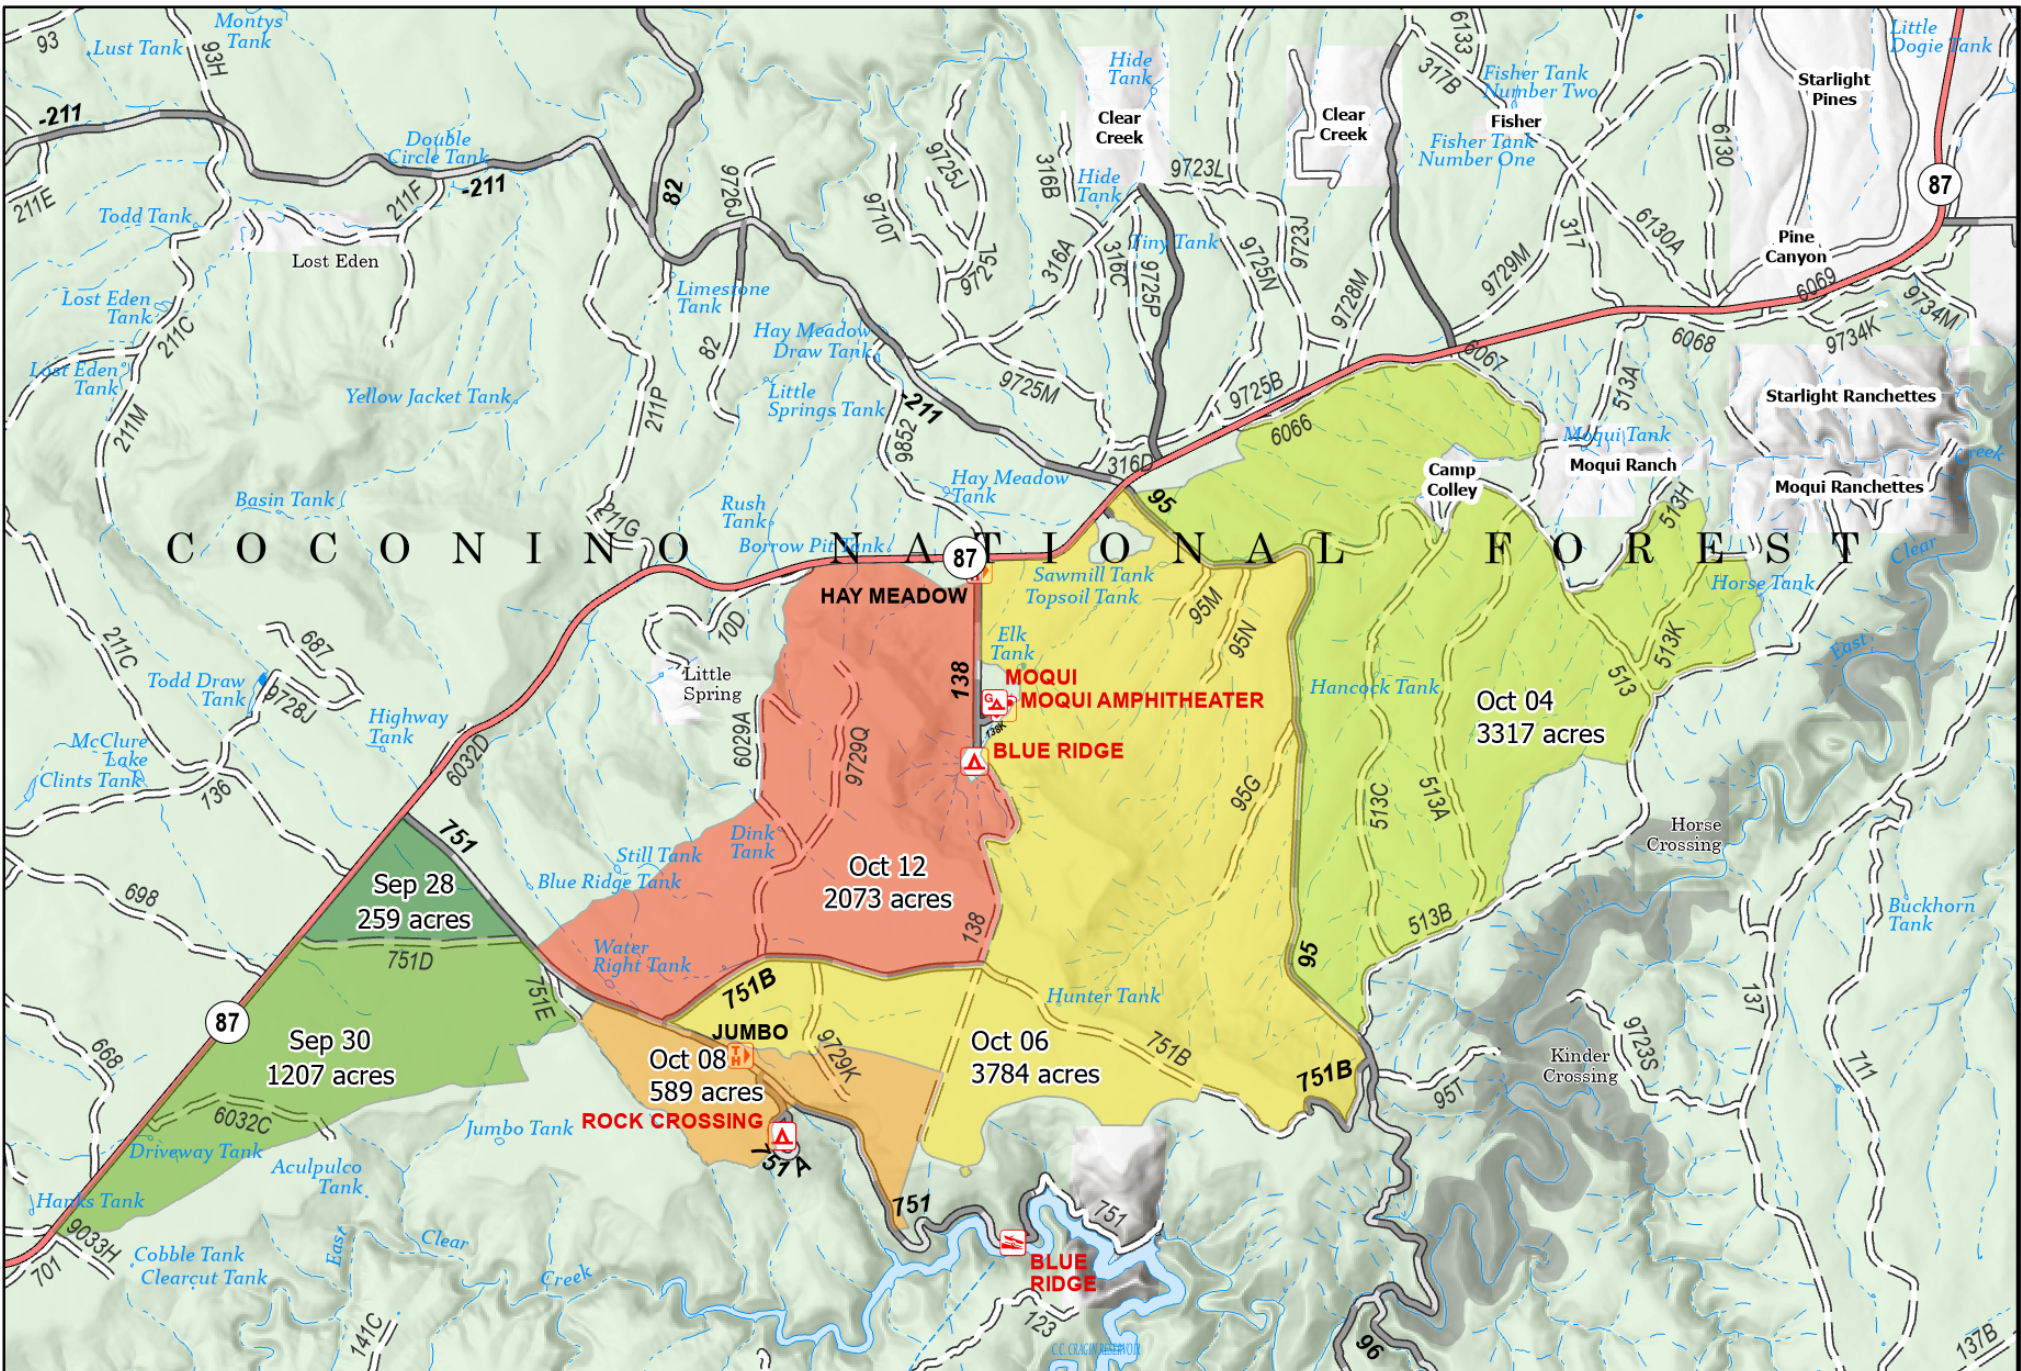 93
Lust Tank
93H
Montys
Tank
-211
Double
Circle Tank
-211
82
9726J
211E
Todd Tank
211F
Lost Eden
Lost Eden
Tank
211C
Lost Eden
Tank
211M
Yellow Jacket Tank
Limestone
Tank
82
211P
Hay Meadow
Draw Tank
Little
Springs Tank
-211
9852
9725J
9710T
9725L
9725M
Hide
Tank
Clear
Creek
316B
Hide
Tank
9723L
316A
316C
Tiny Tank
9725P
9725N
9723J
Clear
Creek
9728M
9725B
316D
6133
317B
Fisher Tank
Number Two
Fisher
Fisher Tank
Number One
317
9729M
6130A
6130
Starlight
Pines
Little
Dogie Tank
87
Pine
Canyon
6069
9734M
9734K
6068
6067
513A
6066
Starlight Ranchettes
Moqui Tank
Moqui Ranch
Moqui Ranchettes
Creek
Camp
Colley
513H
Basin Tank
211G
Rush
Tank
Borrow Pit Tank
Hay Meadow
Tank
95
COCONINO NATIONAL FOREST
87
HAY MEADOW
Sawmill Tank
Topsoil Tank
Elk
Tank
95M
95N
Horse Tank
Clear
East
513K
513
10D
Little
Spring
687
211C
Todd Draw
Tank
9728J
Highway
Tank
McClure
Lake
Clints Tank
136
6032D
6029A
9729Q
138
MOQUI
MOQUI AMPHITHEATER
138K
BLUE RIDGE
Hancock Tank
Oct 04
3317 acres
95G
513C
513A
Horse
Crossing
751
Dink
Tank
Still Tank
Blue Ridge Tank
Oct 12
2073 acres
138
Sep 28
259 acres
698
751D
Water
Right Tank
751B
751E
95
513B
Buckhorn
Tank
Hunter Tank
137
87
Sep 30
1207 acres
668
JUMBO
TH
Oct 08
589 acres
9729K
Oct 06
3784 acres
751B
751B
95T
Kinder
Crossing
9723S
711
6032C
Driveway Tank
Jumbo Tank
ROCK CROSSING
751A
Aculpulco
Tank
Hanks Tank
9033H
701
Cobble Tank
Clearcut Tank
East
Clear
Creek
751
751
BLUE
RIDGE
141C
123
C.C. CRAGIN RESERVOIR
96
137B